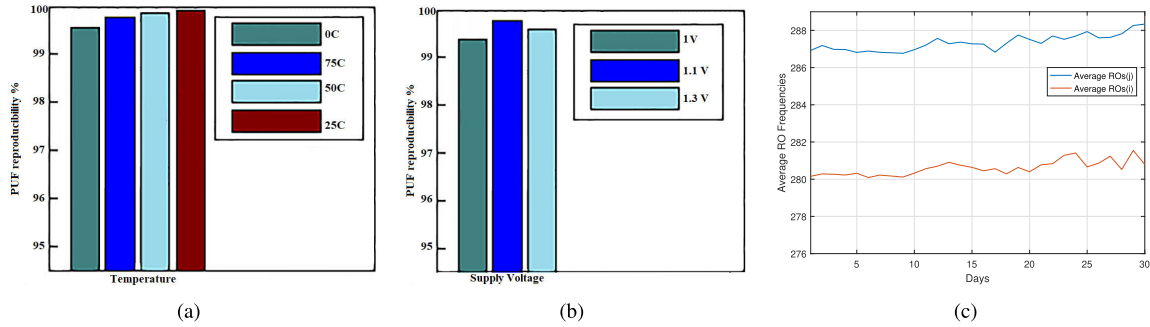 100
99
98
97
96
95
PUF reproducibility %
0C
75C
50C
25C
Temperature
(a)
100
99
98
97
96
95
PUF reproducibility %
1V
1.1 V
1.3 V
Supply Voltage
(b)
288
286
284
282
280
278
276
Average RO Frequencies
Average ROs(j)
Average ROs(i)
5 10 15 20 25 30
Days
(c)